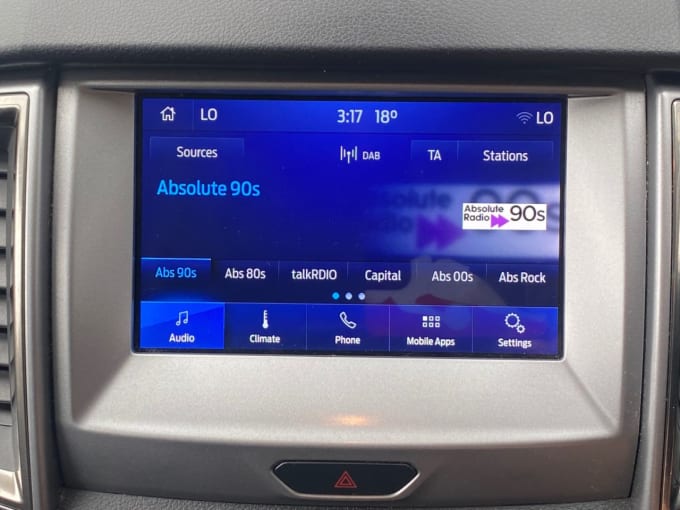 LO 3:17 18º LO
Sources DAB TA Stations
Absolute 90s
Absolute Radio 90s
Abs 90s Abs 80s talkRDIO Capital Abs 00s Abs Rock
Audio Climate Phone Mobile Apps Settings